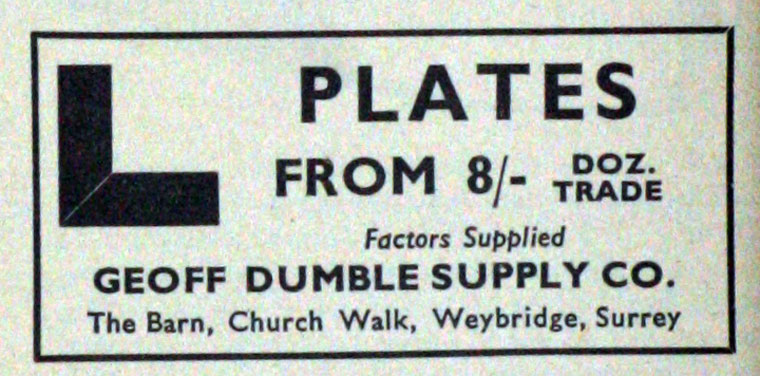 L PLATES
FROM 8/- DOZ. TRADE
Factors Supplied
GEOFF DUMBLE SUPPLY CO.
The Barn, Church Walk, Weybridge, Surrey